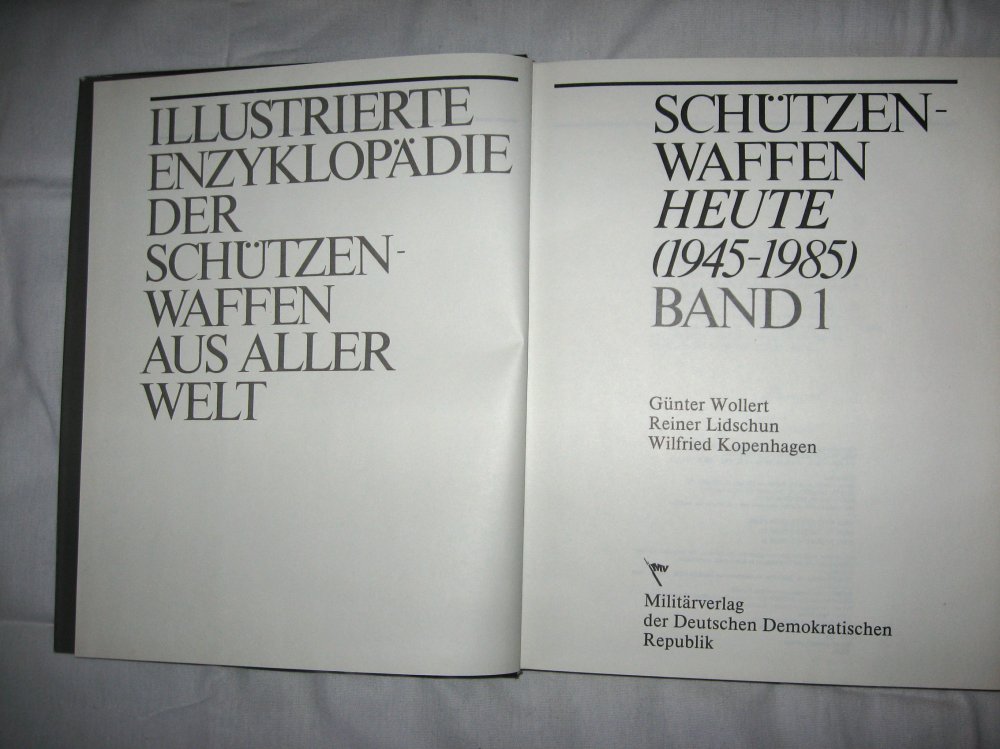 ILLUSTRIERTE
ENZYKLOPÄDIE
DER
SCHÜTZEN-
WAFFEN
AUS ALLER
WELT
SCHÜTZEN-
WAFFEN
HEUTE
(1945-1985)
BAND 1
Günter Wollert
Reiner Lidschun
Wilfried Kopenhagen
MV
Militärverlag
der Deutschen Demokratischen
Republik